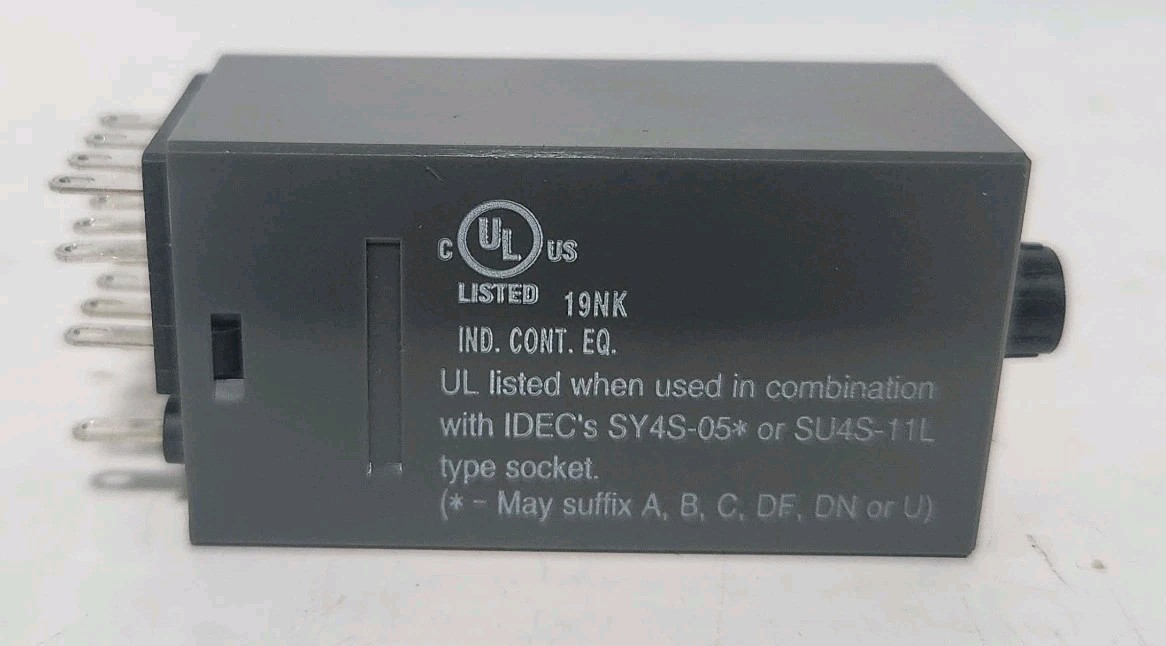 C UL US
LISTED 19NK
IND. CONT. EQ.
UL listed when used in combination
with IDEC's SY4S-05* or SU4S-11L
type socket.
(* - May suffix A, B, C, DF, DN or U)